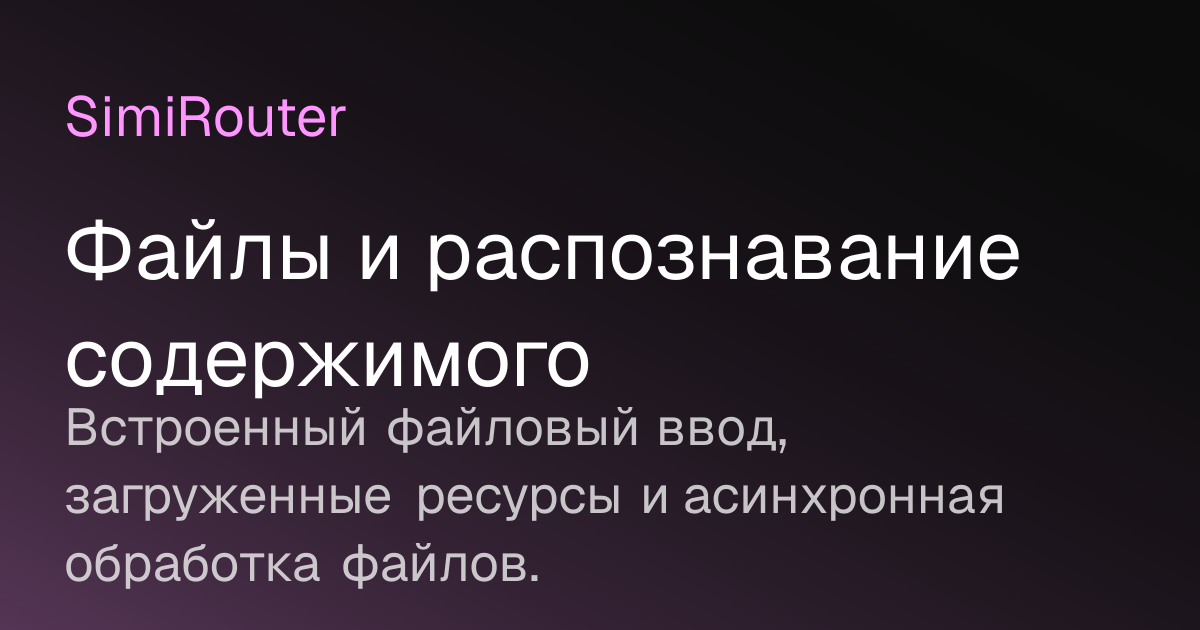 SimiRouter
Файлы и распознавание
содержимого
Встроенный файловый ввод,
загруженные ресурсы и асинхронная
обработка файлов.